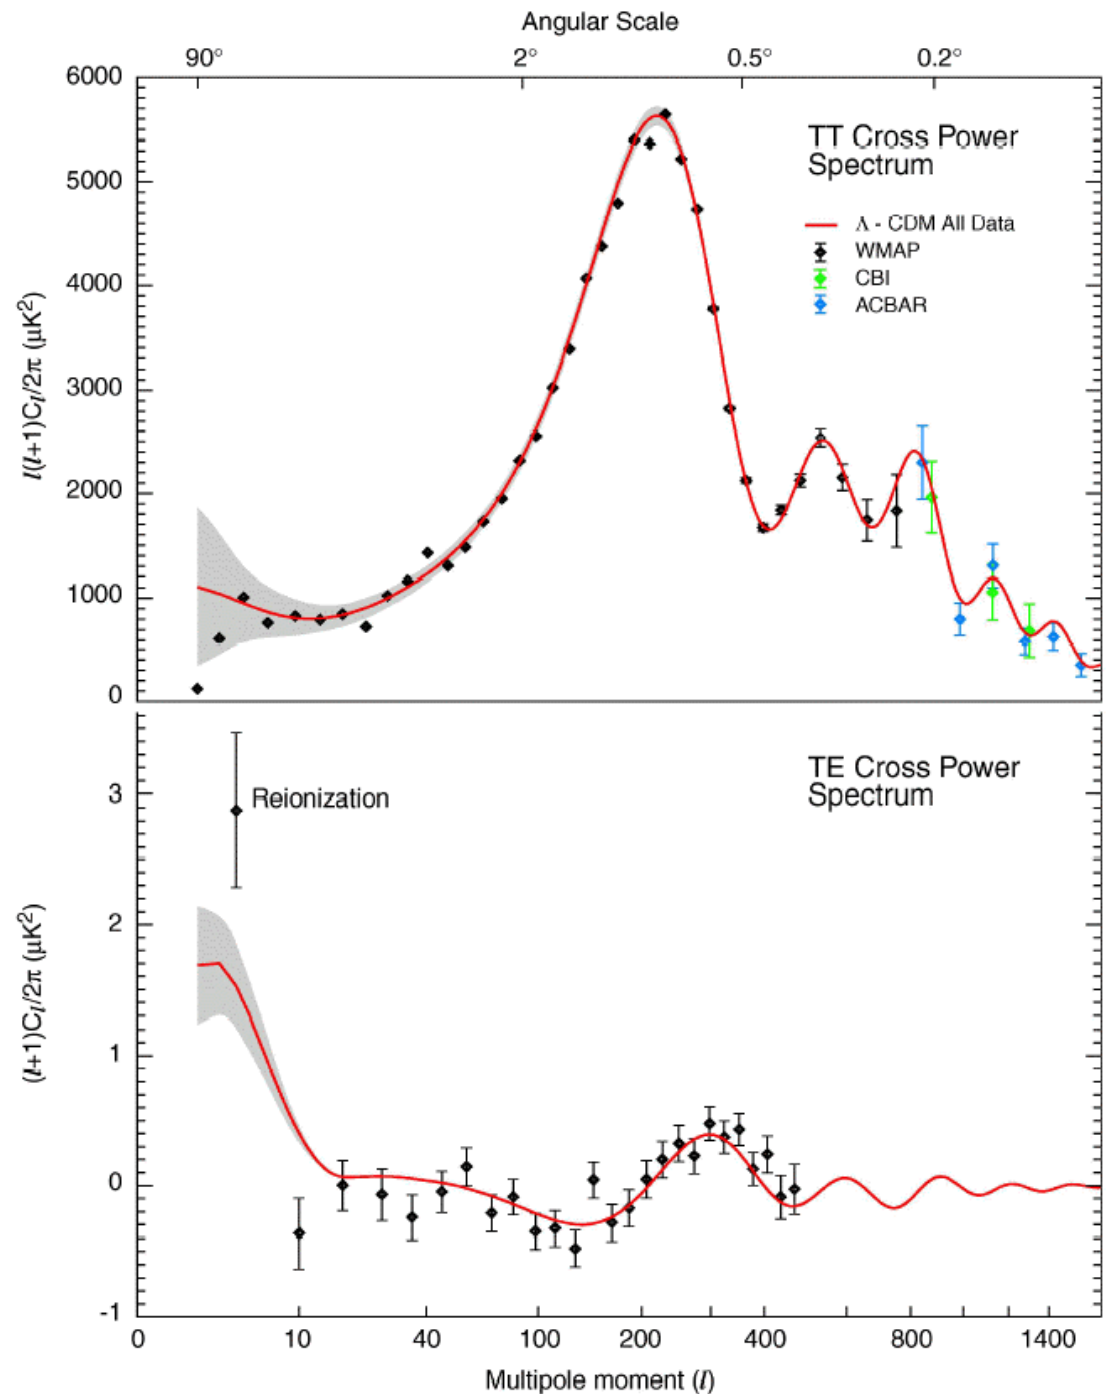 Angular Scale
90° 2° 0.5° 0.2°
6000
5000
4000
3000
2000
1000
0
l(l+1)Cl/2π (μK²)
TT Cross Power
Spectrum
Λ - CDM All Data
WMAP
CBI
ACBAR
3
2
1
0
-1
(l+1)Cl/2π (μK²)
Reionization
TE Cross Power
Spectrum
0 10 40 100 200 400 800 1400
Multipole moment (l)